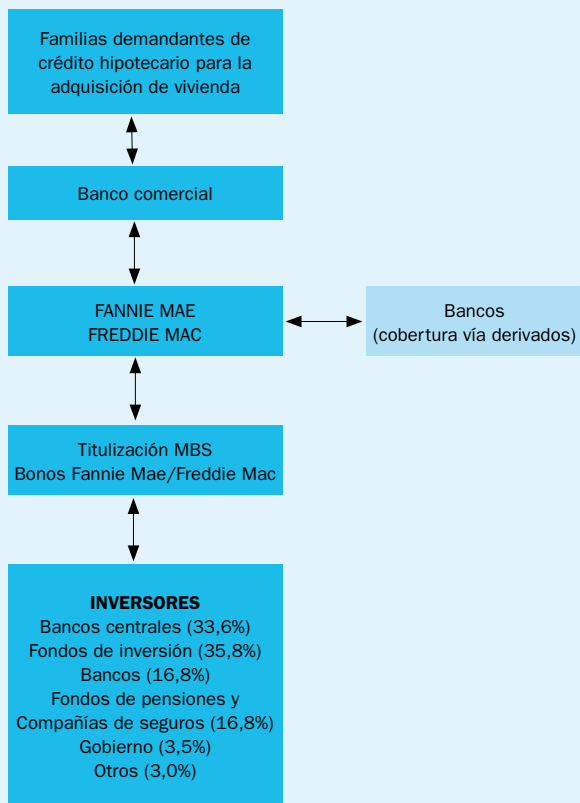 Familias demandantes de
crédito hipotecario para la
adquisición de vivienda
Banco comercial
FANNIE MAE
FREDDIE MAC
Bancos
(cobertura vía derivados)
Titulización MBS
Bonos Fannie Mae/Freddie Mac
INVERSORES
Bancos centrales (33,6%)
Fondos de inversión (35,8%)
Bancos (16,8%)
Fondos de pensiones y
Compañías de seguros (16,8%)
Gobierno (3,5%)
Otros (3,0%)